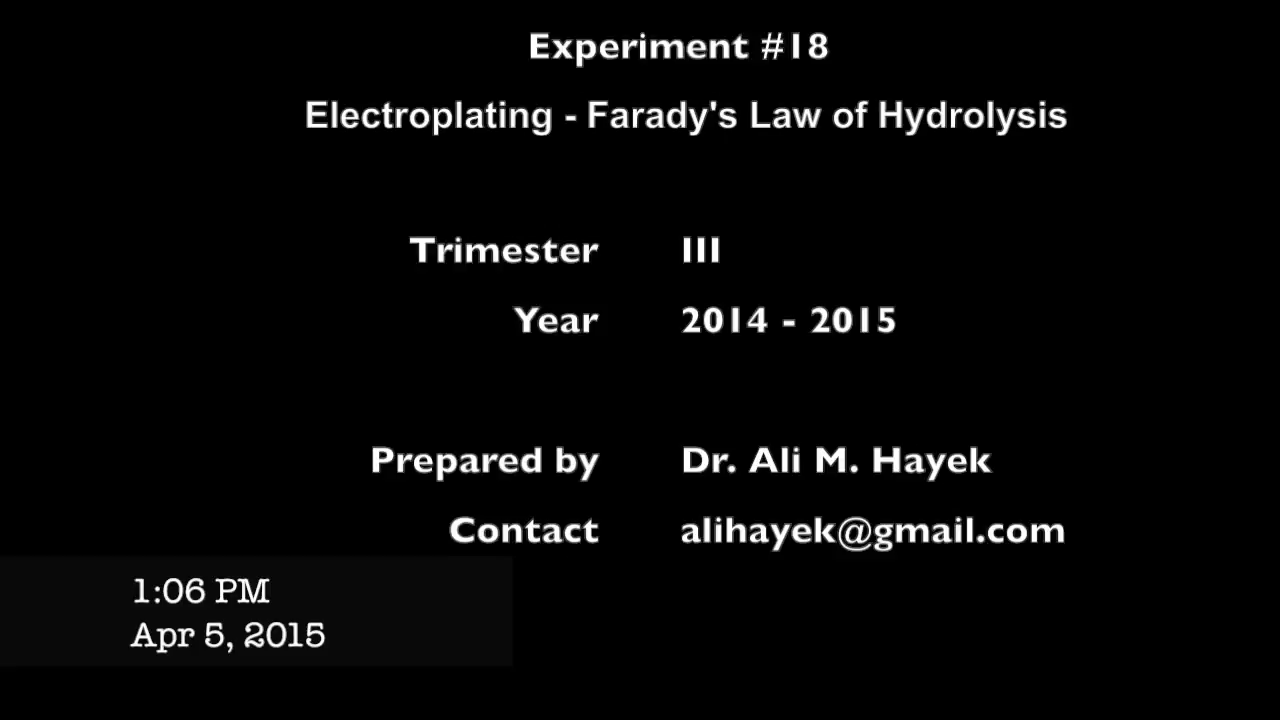 Experiment #18
Electroplating - Farady's Law of Hydrolysis
Trimester III
Year 2014 - 2015
Prepared by Dr. Ali M. Hayek
Contact alihayek@gmail.com
1:06 PM
Apr 5, 2015